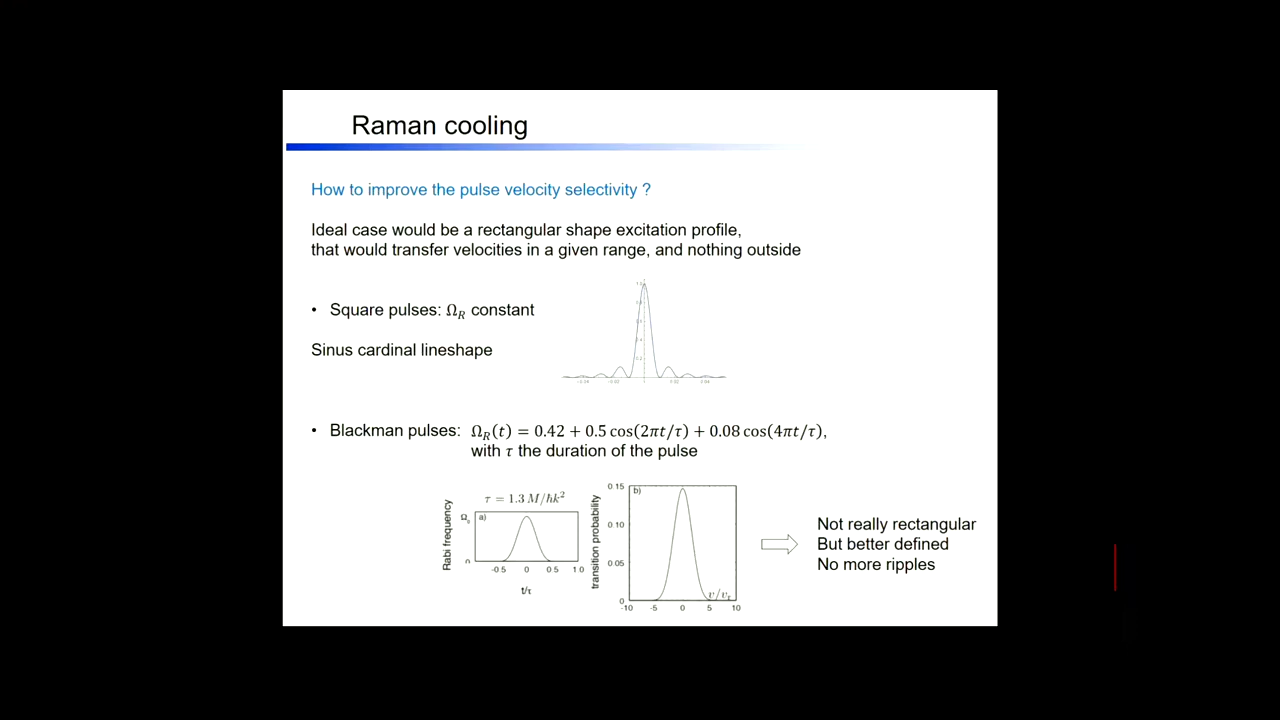 Raman cooling
How to improve the pulse velocity selectivity ?
Ideal case would be a rectangular shape excitation profile,
that would transfer velocities in a given range, and nothing outside
• Square pulses: Ω_R constant
Sinus cardinal lineshape
• Blackman pulses: Ω_R(t) = 0.42 + 0.5 cos(2πt/τ) + 0.08 cos(4πt/τ),
with τ the duration of the pulse
τ = 1.3 M/ħk²
Rabi frequency
Ω₀
a)
0
-0.5 0 0.5 1 0
t/τ
transition probability
0.15
b)
0.10
0.05
0
v/v_r
-10 -5 0 5 10
Not really rectangular
But better defined
No more ripples